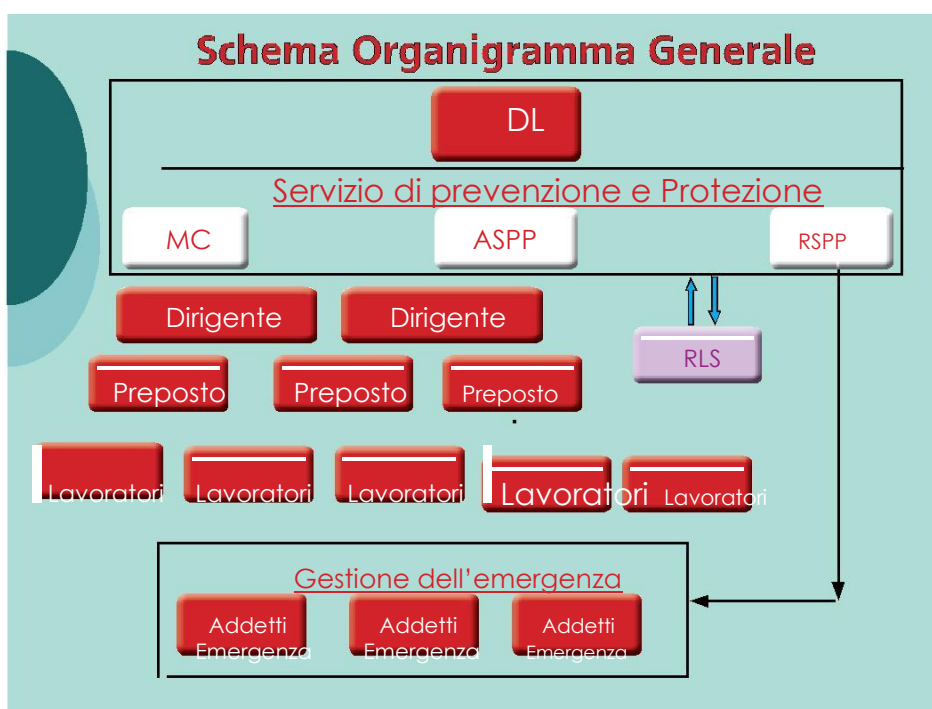 Schema Organigramma Generale
DL
Servizio di prevenzione e Protezione
MC ASPP RSPP
Dirigente Dirigente
RLS
Preposto Preposto Preposto
.
Lavoratori Lavoratori Lavoratori Lavoratori Lavoratori
Gestione dell'emergenza
Addetti Addetti Addetti
Emergenza Emergenza Emergenza